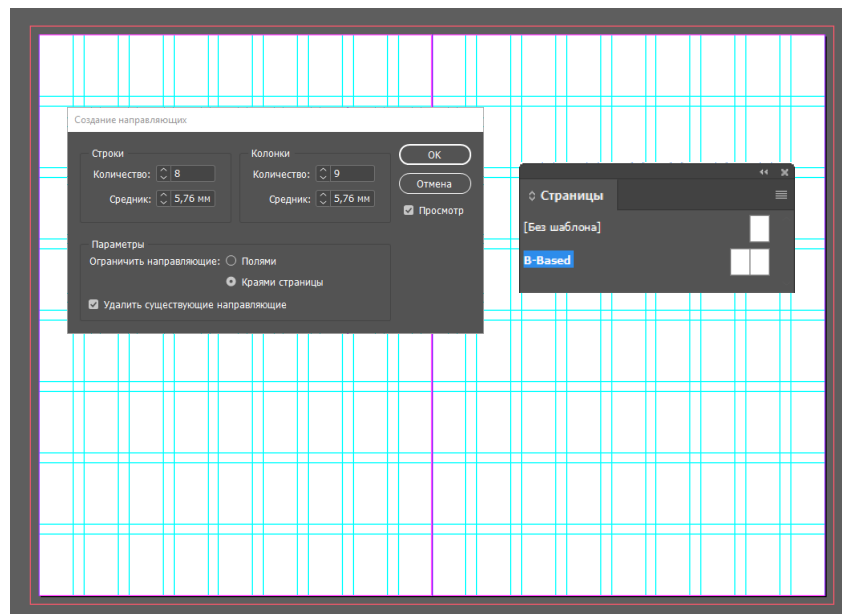 Создание направляющих
Строки
Количество: 8
Средник: 5,76 мм
Колонки
Количество: 9
Средник: 5,76 мм
OK
Отмена
Просмотр
Параметры
Ограничить направляющие: Полями
Краями страницы
Удалить существующие направляющие
Страницы
[Без шаблона]
B-Based